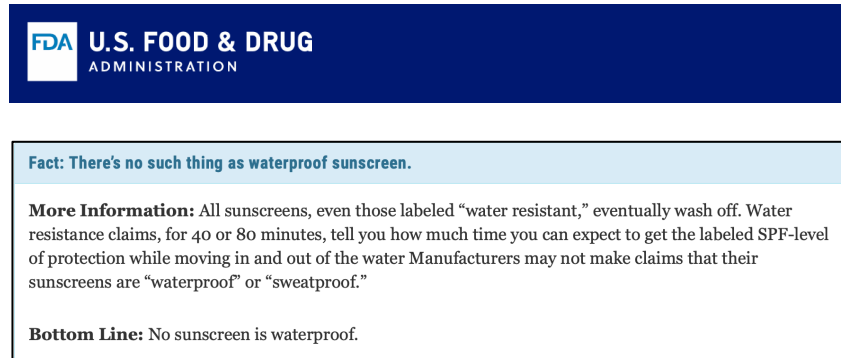 FDA U.S. FOOD & DRUG
ADMINISTRATION
Fact: There's no such thing as waterproof sunscreen.
More Information: All sunscreens, even those labeled “water resistant,” eventually wash off. Water
resistance claims, for 40 or 80 minutes, tell you how much time you can expect to get the labeled SPF-level
of protection while moving in and out of the water Manufacturers may not make claims that their
sunscreens are “waterproof” or “sweatproof.”
Bottom Line: No sunscreen is waterproof.